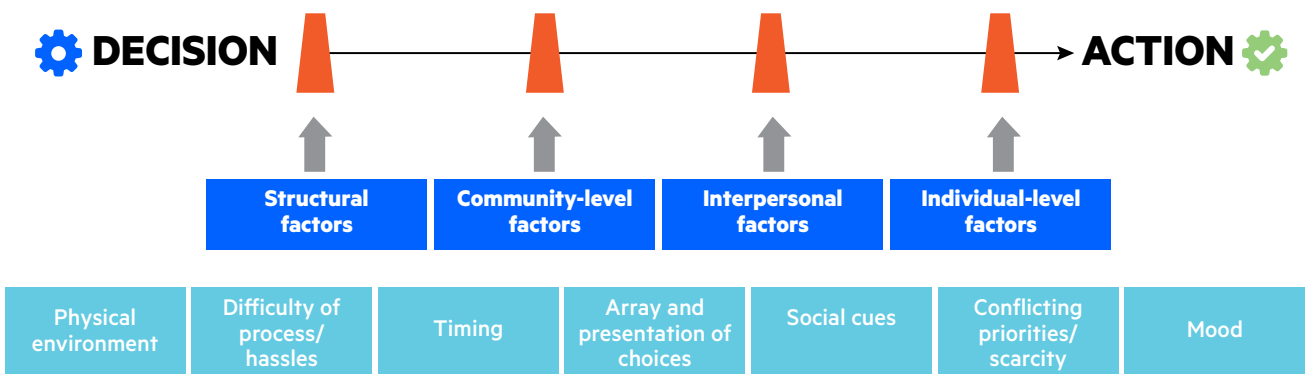 DECISION
ACTION
Structural
factors
Community-level
factors
Interpersonal
factors
Individual-level
factors
Physical
environment
Difficulty of
process/
hassles
Timing
Array and
presentation of
choices
Social cues
Conflicting
priorities/
scarcity
Mood